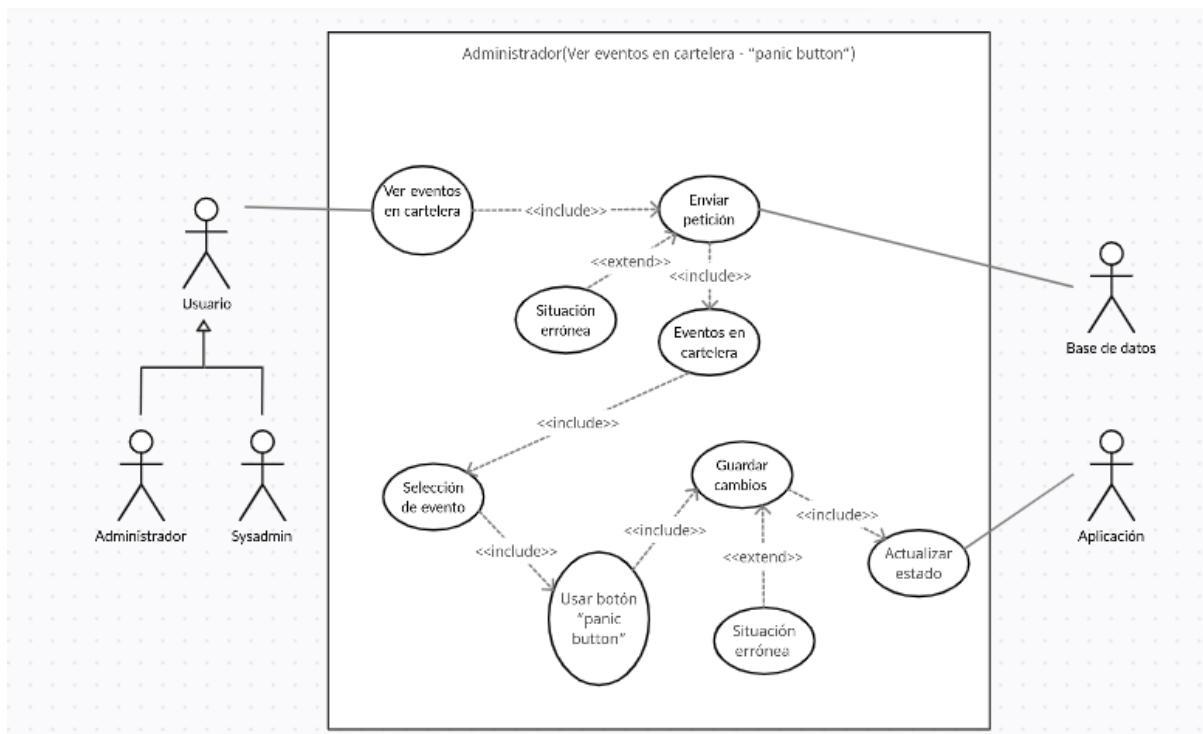 Administrador(Ver eventos en cartelera - “panic button”)
Ver eventos
en cartelera
<<include>>
Enviar
petición
<<extend>>
<<include>>
Situación
errónea
Eventos en
cartelera
Usuario
Base de datos
<<include>>
Selección
de evento
Guardar
cambios
Administrador
Sysadmin
<<include>>
<<include>>
<<include>>
<<extend>>
Actualizar
estado
Aplicación
Usar botón
“panic
button”
Situación
errónea